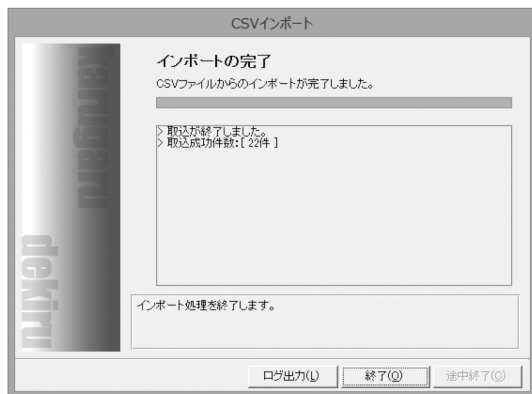 CSVインポート
インポートの完了
CSVファイルからのインポートが完了しました。
> 取込が終了しました。
> 取込成功件数:[ 22件 ]
karugaru
dekiru
インポート処理を終了します。
ログ出力(L)
終了(O)
途中終了(C)